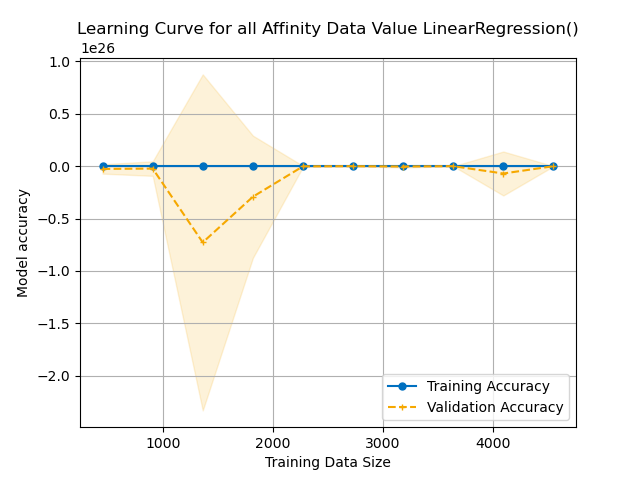 Learning Curve for all Affinity Data Value LinearRegression()
1e26
1.0
0.5
0.0
−0.5
−1.0
−1.5
−2.0
Model accuracy
1000 2000 3000 4000
Training Data Size
Training Accuracy
Validation Accuracy